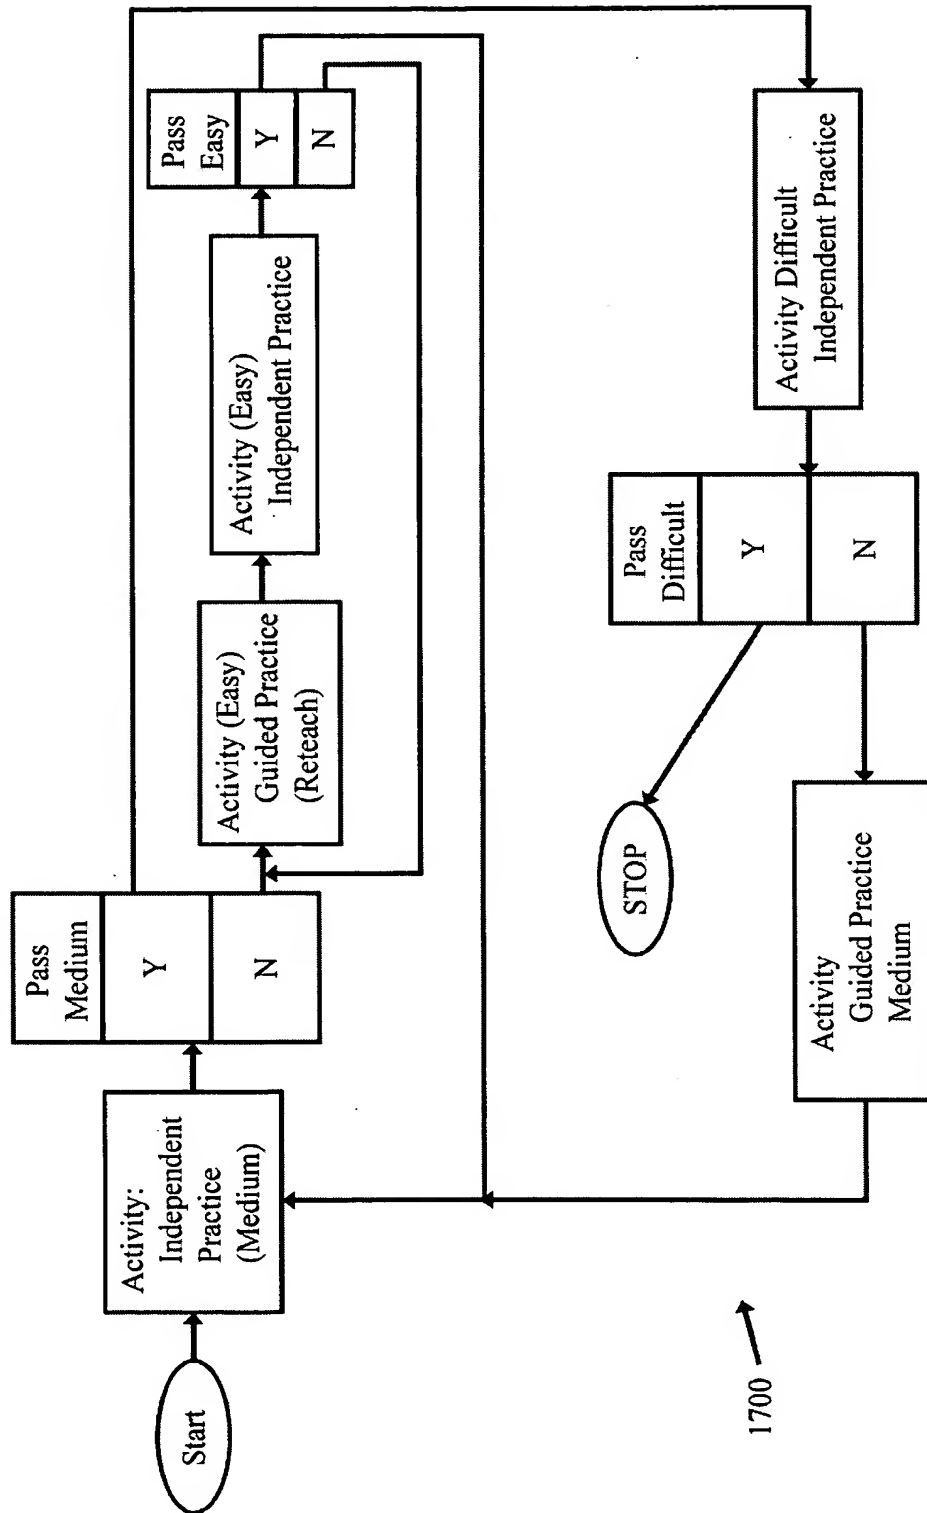 Start
Activity:
Independent
Practice
(Medium)
Pass
Medium
Y
N
Activity (Easy)
Guided Practice
(Reteach)
Activity (Easy)
Independent Practice
Pass
Easy
Y
N
Activity Difficult
Independent Practice
Pass
Difficult
Y
N
STOP
Activity
Guided Practice
Medium
1700